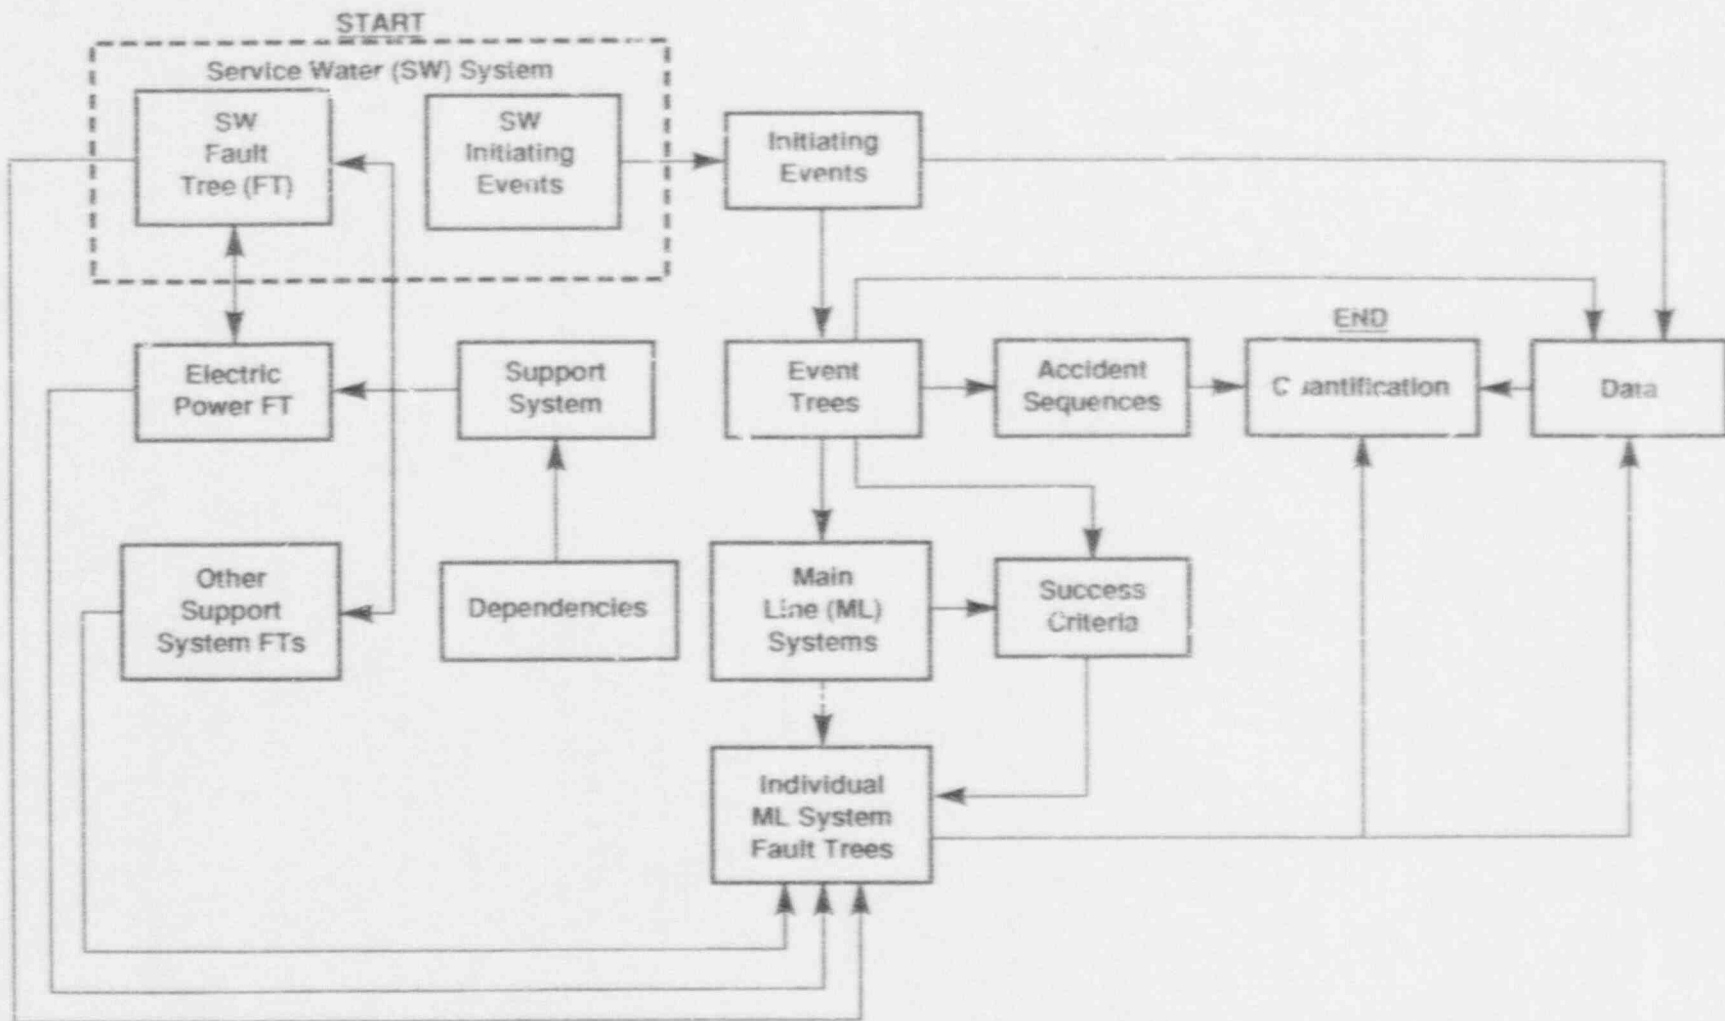 START
Service Water (SW) System
SW
Fault
Tree (FT)
SW
Initiating
Events
Initiating
Events
Electric
Power FT
Support
System
Event
Trees
Accident
Sequences
END
Quantification
Data
Other
Support
System FTs
Dependencies
Main
Line (ML)
Systems
Success
Criteria
Individual
ML System
Fault Trees